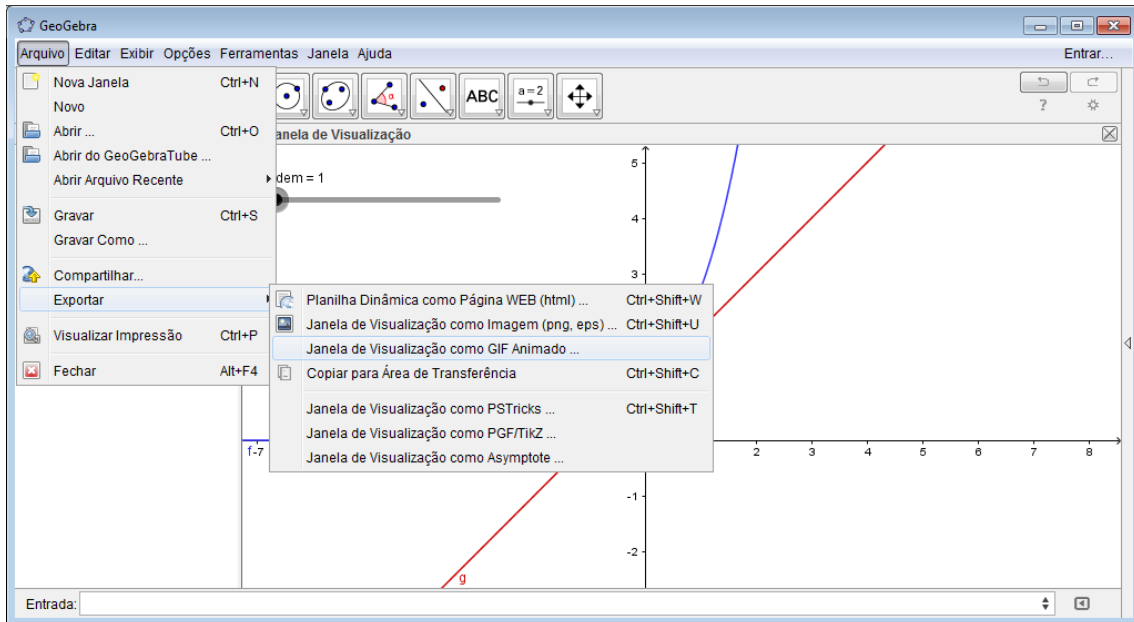 GeoGebra
Arquivo Editar Exibir Opções Ferramentas Janela Ajuda Entrar...
Nova Janela Ctrl+N
Novo
Abrir ... Ctrl+O
Abrir do GeoGebraTube ...
Abrir Arquivo Recente
Gravar Ctrl+S
Gravar Como ...
Compartilhar...
Exportar
Visualizar Impressão Ctrl+P
Fechar Alt+F4
ABC a=2
?
anela de Visualização
dem = 1
Planilha Dinâmica como Página WEB (html) ... Ctrl+Shift+W
Janela de Visualização como Imagem (png, eps) ... Ctrl+Shift+U
Janela de Visualização como GIF Animado ...
Copiar para Área de Transferência Ctrl+Shift+C
Janela de Visualização como PSTricks ... Ctrl+Shift+T
Janela de Visualização como PGF/TikZ ...
Janela de Visualização como Asymptote ...
5
4
3
f -7 2 3 4 5 6 7 8
-1
-2
g
Entrada: